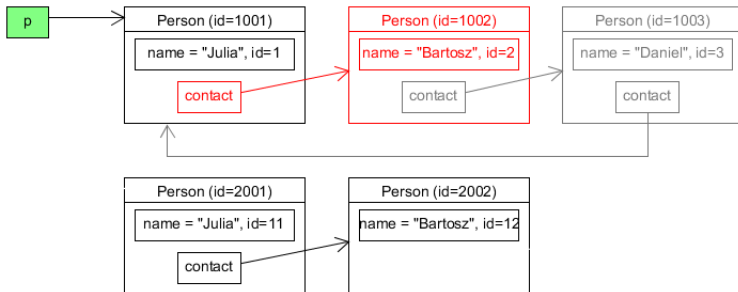 p
Person (id=1001)
Person (id=1002)
Person (id=1003)
name = "Julia", id=1
name = "Bartosz", id=2
name = "Daniel", id=3
contact
contact
contact
Person (id=2001)
Person (id=2002)
name = "Julia", id=11
name = "Bartosz", id=12
contact